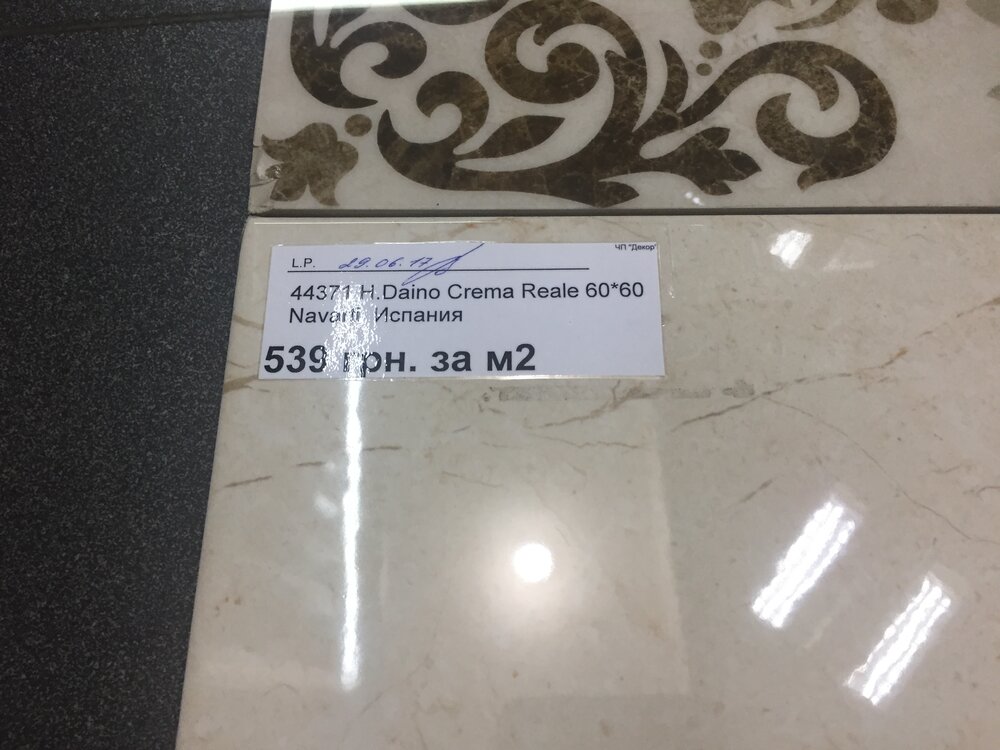 ЧП "Декор"
L.P. 29.06.17
44371 H.Daino Crema Reale 60*60
Navarti Испания
539 грн. за м2